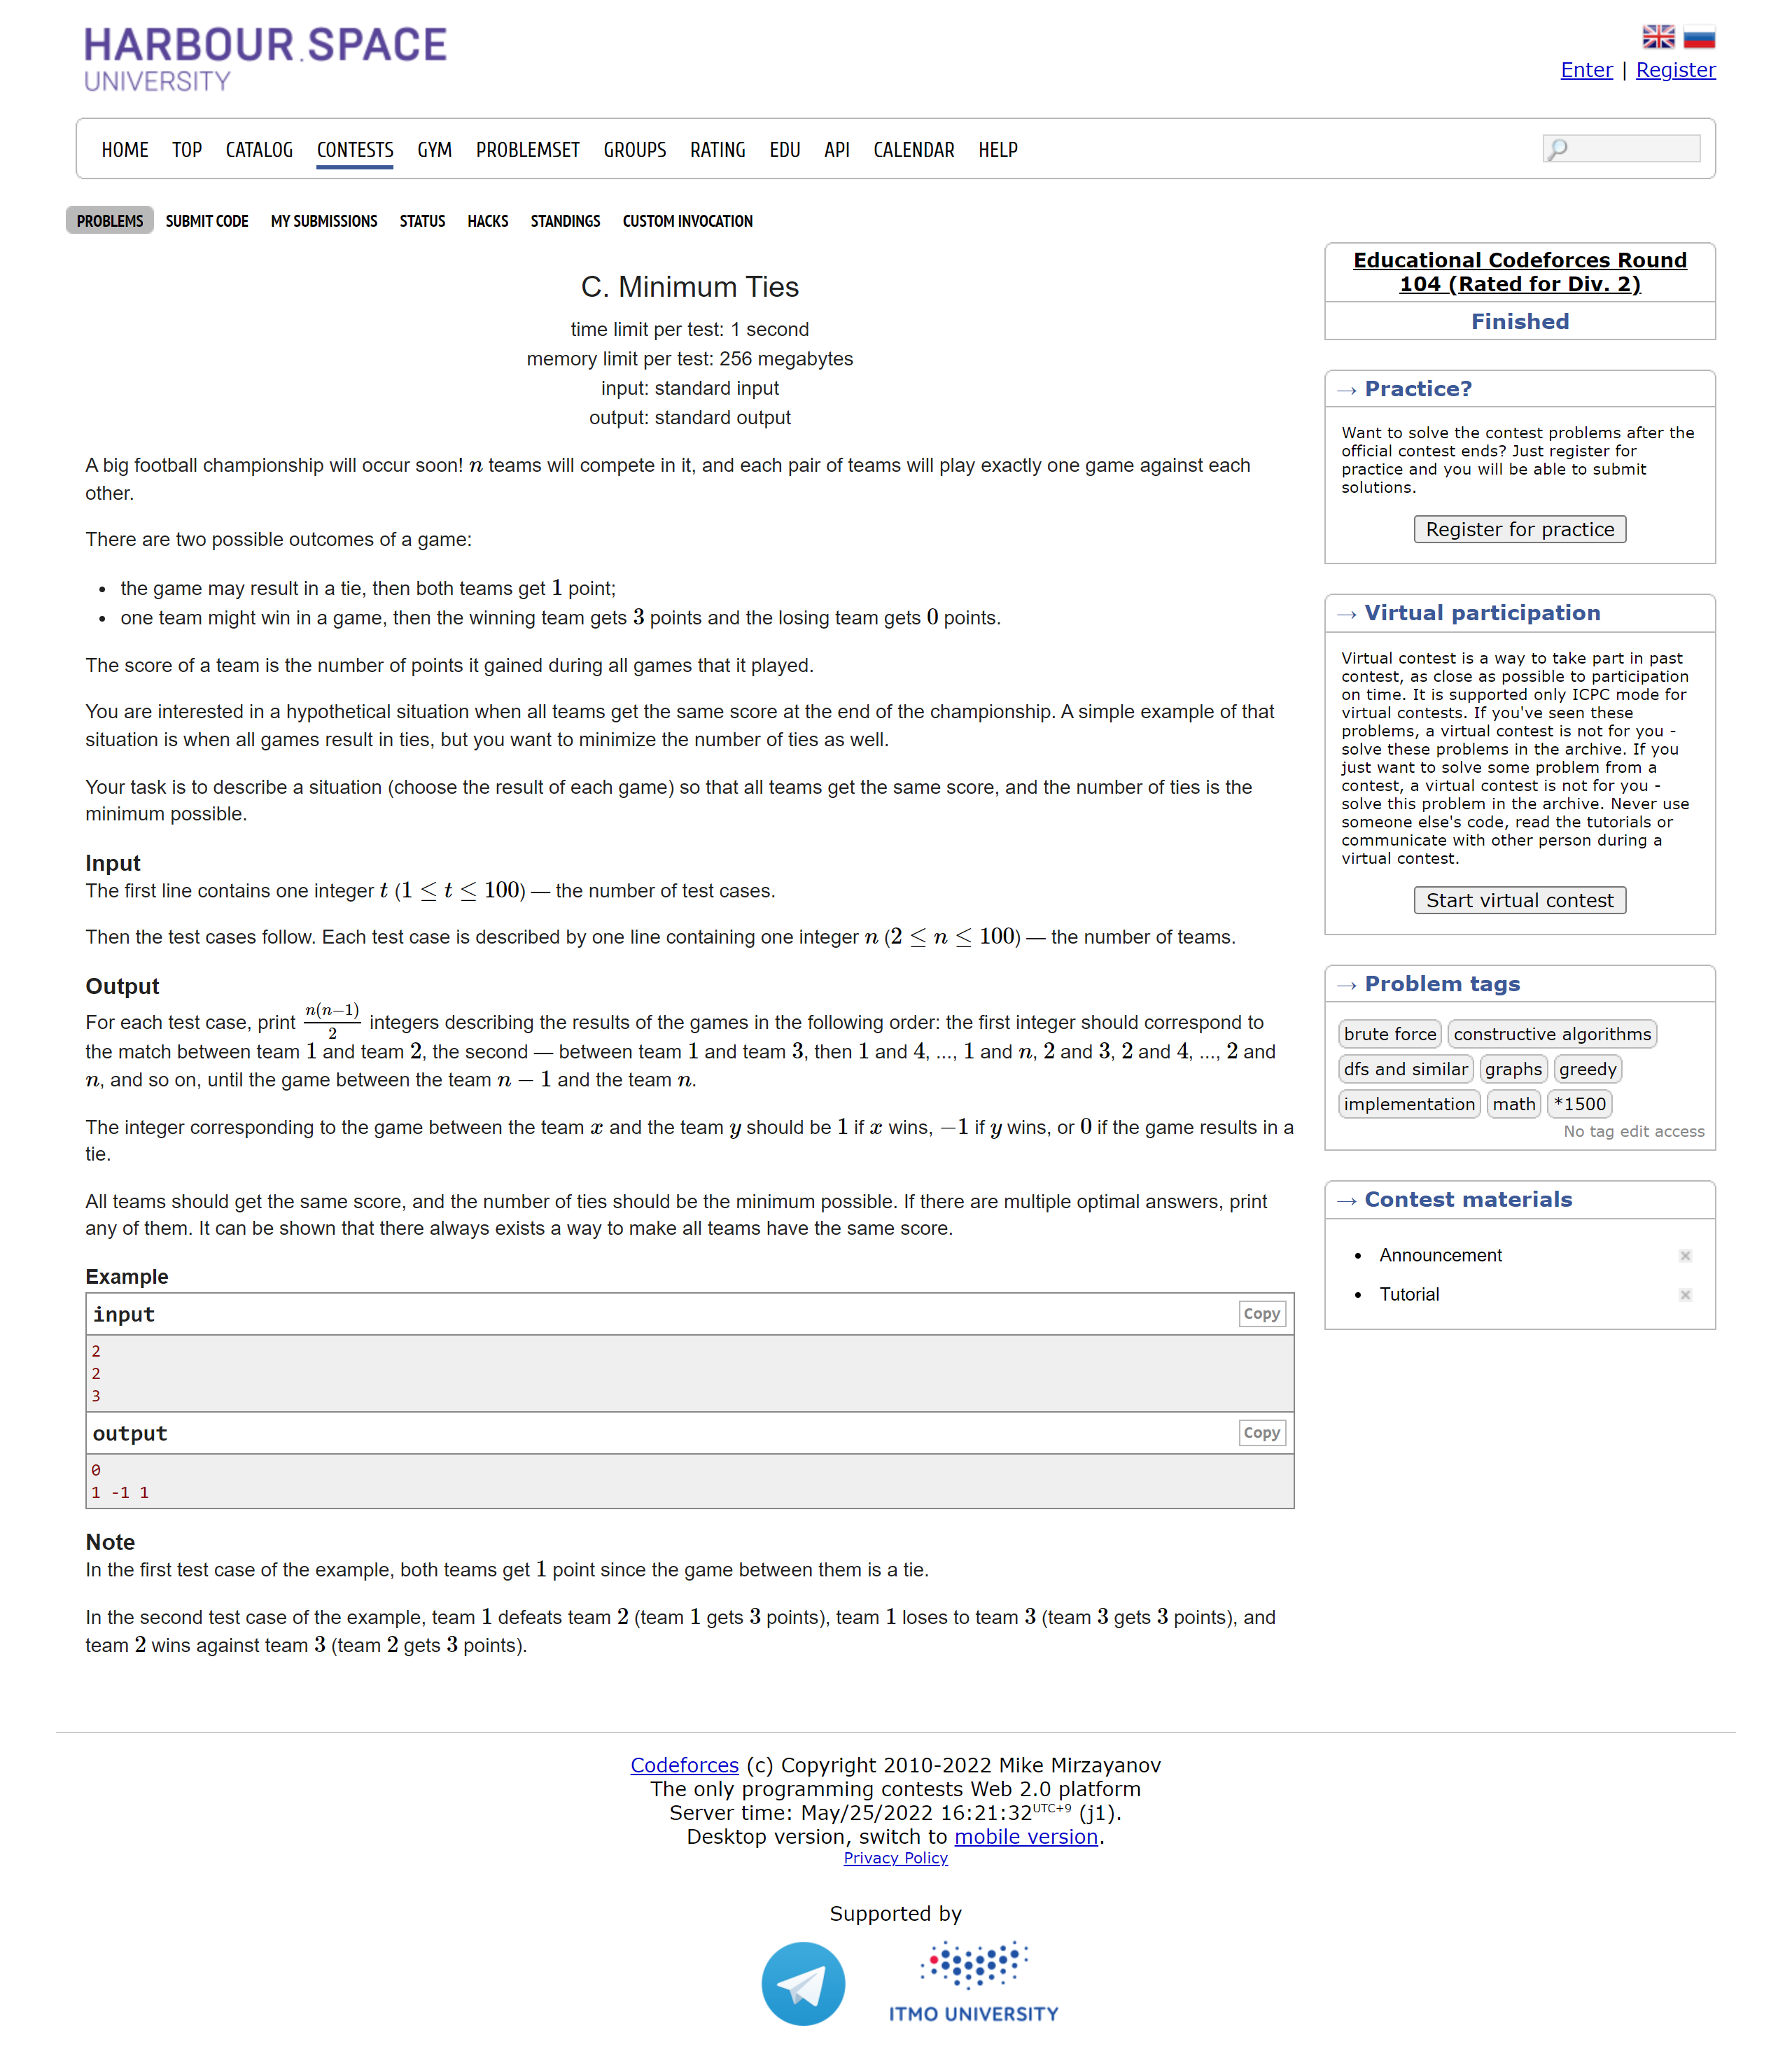 HARBOUR.SPACE
UNIVERSITY
Enter | Register
HOME TOP CATALOG CONTESTS GYM PROBLEMSET GROUPS RATING EDU API CALENDAR HELP
PROBLEMS SUBMIT CODE MY SUBMISSIONS STATUS HACKS STANDINGS CUSTOM INVOCATION
C. Minimum Ties
time limit per test: 1 second
memory limit per test: 256 megabytes
input: standard input
output: standard output
A big football championship will occur soon! n teams will compete in it, and each pair of teams will play exactly one game against each
other.
There are two possible outcomes of a game:
• the game may result in a tie, then both teams get 1 point;
• one team might win in a game, then the winning team gets 3 points and the losing team gets 0 points.
The score of a team is the number of points it gained during all games that it played.
You are interested in a hypothetical situation when all teams get the same score at the end of the championship. A simple example of that
situation is when all games result in ties, but you want to minimize the number of ties as well.
Your task is to describe a situation (choose the result of each game) so that all teams get the same score, and the number of ties is the
minimum possible.
Input
The first line contains one integer t (1 ≤ t ≤ 100) — the number of test cases.
Then the test cases follow. Each test case is described by one line containing one integer n (2 ≤ n ≤ 100) — the number of teams.
Output
For each test case, print n(n−1)/2 integers describing the results of the games in the following order: the first integer should correspond to
the match between team 1 and team 2, the second — between team 1 and team 3, then 1 and 4, ..., 1 and n, 2 and 3, 2 and 4, ..., 2 and
n, and so on, until the game between the team n − 1 and the team n.
The integer corresponding to the game between the team x and the team y should be 1 if x wins, −1 if y wins, or 0 if the game results in a
tie.
All teams should get the same score, and the number of ties should be the minimum possible. If there are multiple optimal answers, print
any of them. It can be shown that there always exists a way to make all teams have the same score.
Example
input Copy
2
2
3
output Copy
0
1 -1 1
Note
In the first test case of the example, both teams get 1 point since the game between them is a tie.
In the second test case of the example, team 1 defeats team 2 (team 1 gets 3 points), team 1 loses to team 3 (team 3 gets 3 points), and
team 2 wins against team 3 (team 2 gets 3 points).
Educational Codeforces Round
104 (Rated for Div. 2)
Finished
→ Practice?
Want to solve the contest problems after the
official contest ends? Just register for
practice and you will be able to submit
solutions.
Register for practice
→ Virtual participation
Virtual contest is a way to take part in past
contest, as close as possible to participation
on time. It is supported only ICPC mode for
virtual contests. If you've seen these
problems, a virtual contest is not for you -
solve these problems in the archive. If you
just want to solve some problem from a
contest, a virtual contest is not for you -
solve this problem in the archive. Never use
someone else's code, read the tutorials or
communicate with other person during a
virtual contest.
Start virtual contest
→ Problem tags
brute force constructive algorithms
dfs and similar graphs greedy
implementation math *1500
No tag edit access
→ Contest materials
• Announcement
• Tutorial
Codeforces (c) Copyright 2010-2022 Mike Mirzayanov
The only programming contests Web 2.0 platform
Server time: May/25/2022 16:21:32UTC+9 (j1).
Desktop version, switch to mobile version.
Privacy Policy
Supported by
ITMO UNIVERSITY